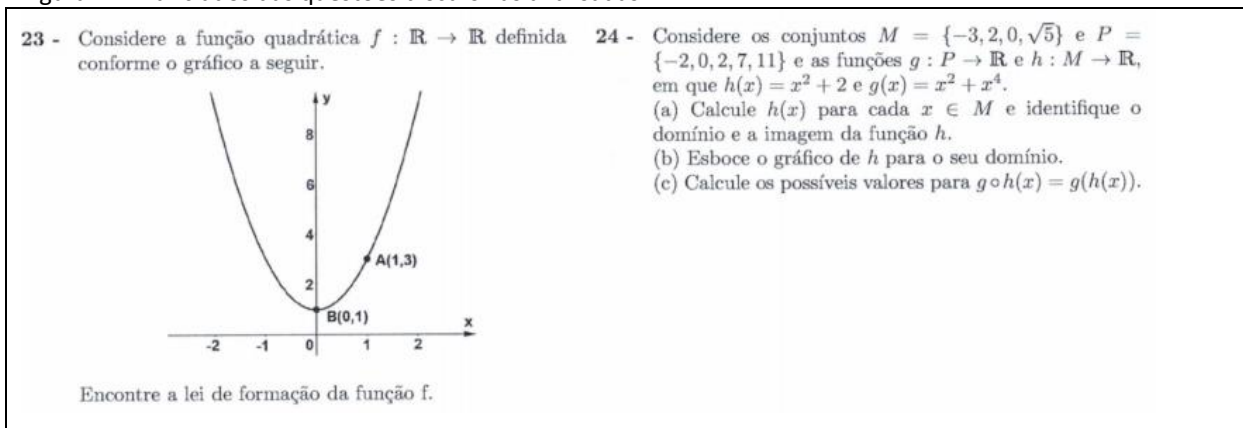 23 - Considere a função quadrática f : ℝ → ℝ definida
conforme o gráfico a seguir.
y
8
6
4
2
A(1,3)
B(0,1)
x
-2 -1 0 1 2
Encontre a lei de formação da função f.
24 - Considere os conjuntos M = {−3, 2, 0, √5} e P =
{−2, 0, 2, 7, 11} e as funções g : P → ℝ e h : M → ℝ,
em que h(x) = x² + 2 e g(x) = x² + x⁴.
(a) Calcule h(x) para cada x ∈ M e identifique o
domínio e a imagem da função h.
(b) Esboce o gráfico de h para o seu domínio.
(c) Calcule os possíveis valores para g∘h(x) = g(h(x)).